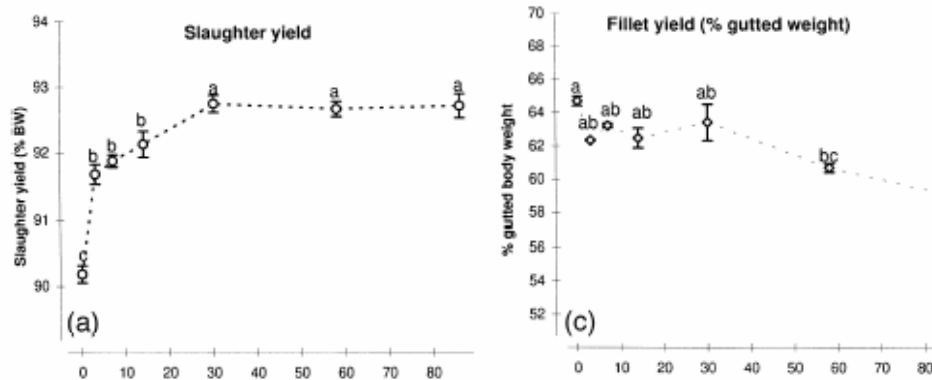 Slaughter yield
Slaughter yield (% BW)
94
93
92
91
90
c
b
b
b
a
a
a
(a)
0 10 20 30 40 50 60 70 80
Fillet yield (% gutted weight)
% gutted body weight
70
68
66
64
62
60
58
56
54
52
a
ab
ab
ab
ab
bc
(c)
0 10 20 30 40 50 60 70 80